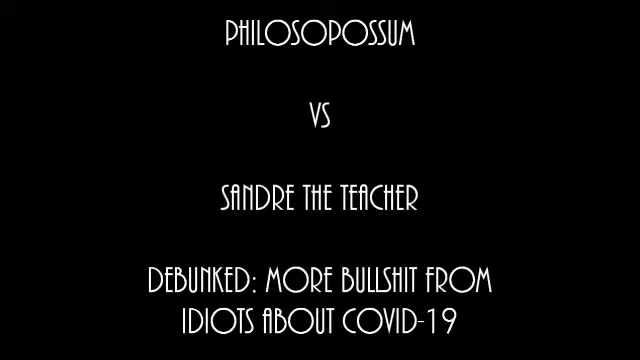 PHILOSOPOSSUM
VS
SANDRE THE TEACHER
DEBUNKED: MORE BULLSHIT FROM
IDIOTS ABOUT COVID-19